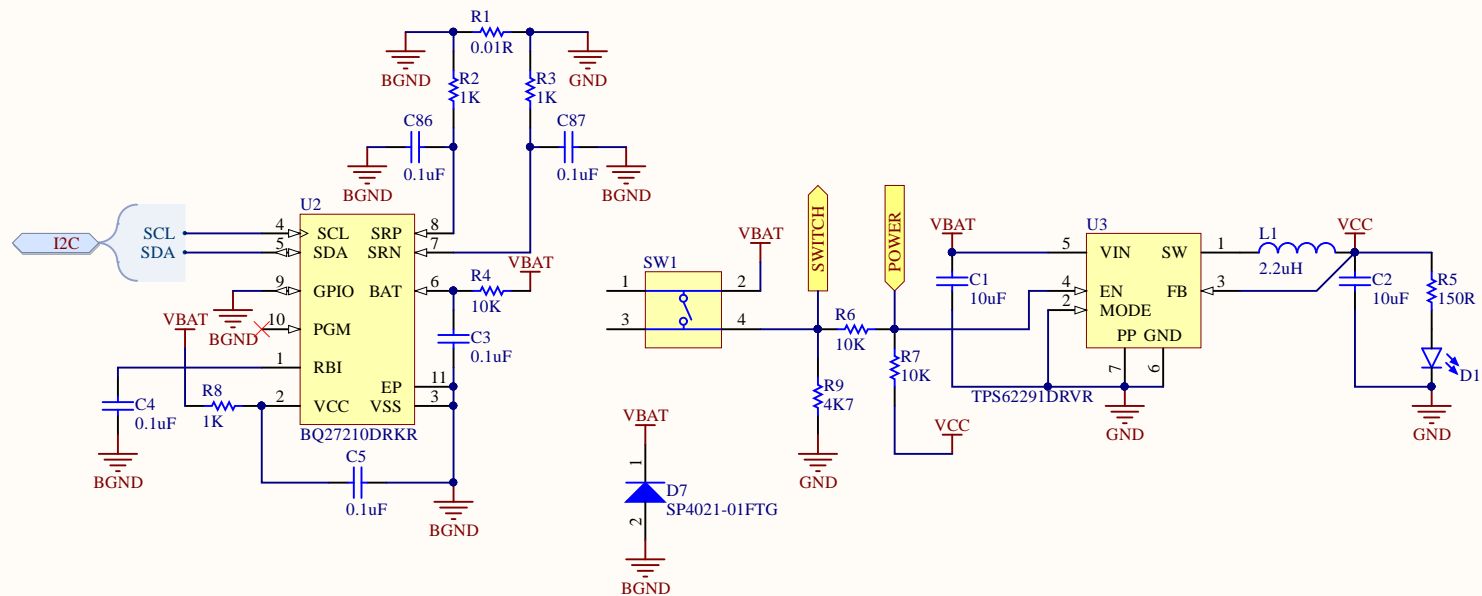 R1
0.01R
BGND
GND
R2
1K
R3
1K
C86
0.1uF
BGND
C87
0.1uF
BGND
I2C
SCL
SDA
U2
4
5
9
10
1
2
SCL
SDA
GPIO
PGM
RBI
VCC
SRP
SRN
BAT
EP
VSS
8
7
6
11
3
BQ27210DRKR
BGND
VBAT
R4
10K
VBAT
C3
0.1uF
C4
0.1uF
BGND
R8
1K
C5
0.1uF
BGND
SW1
1
2
3
4
VBAT
SWITCH
POWER
R6
10K
R7
10K
R9
4K7
GND
VCC
VBAT
1
D7
SP4021-01FTG
2
BGND
VBAT
C1
10uF
U3
5
4
2
VIN
EN
MODE
SW
FB
PP
GND
1
3
7
6
TPS62291DRVR
GND
L1
2.2uH
VCC
C2
10uF
R5
150R
D1
GND